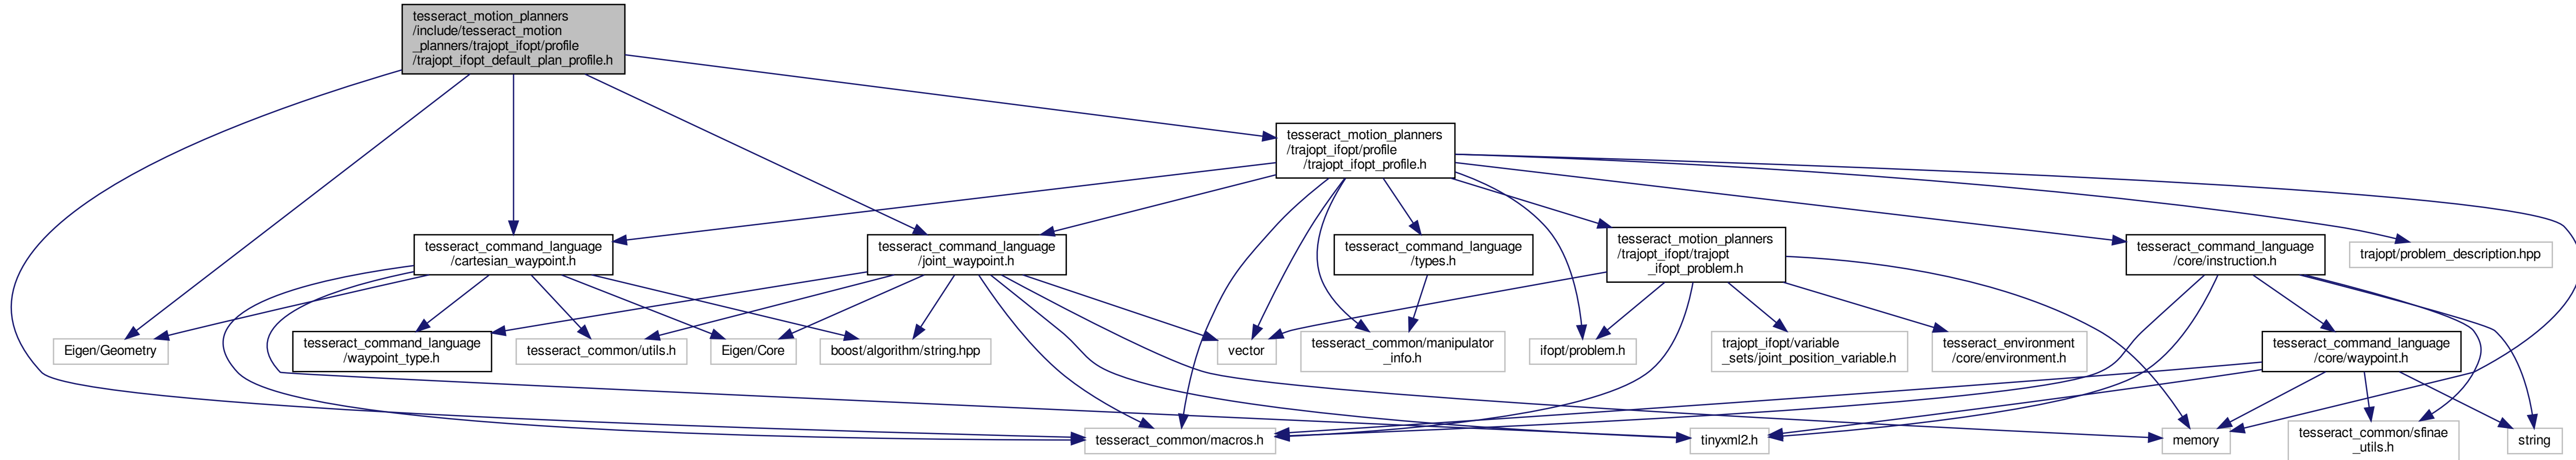 tesseract_motion_planners
/include/tesseract_motion
_planners/trajopt_ifopt/profile
/trajopt_ifopt_default_plan_profile.h
tesseract_motion_planners
/trajopt_ifopt/profile
/trajopt_ifopt_profile.h
tesseract_command_language
/cartesian_waypoint.h
tesseract_command_language
/joint_waypoint.h
tesseract_command_language
/types.h
tesseract_motion_planners
/trajopt_ifopt/trajopt
_ifopt_problem.h
tesseract_command_language
/core/instruction.h
trajopt/problem_description.hpp
Eigen/Geometry
tesseract_command_language
/waypoint_type.h
tesseract_common/utils.h
Eigen/Core
boost/algorithm/string.hpp
vector
tesseract_common/manipulator
_info.h
ifopt/problem.h
trajopt_ifopt/variable
_sets/joint_position_variable.h
tesseract_environment
/core/environment.h
tesseract_command_language
/core/waypoint.h
tesseract_common/macros.h
tinyxml2.h
memory
tesseract_common/sfinae
_utils.h
string